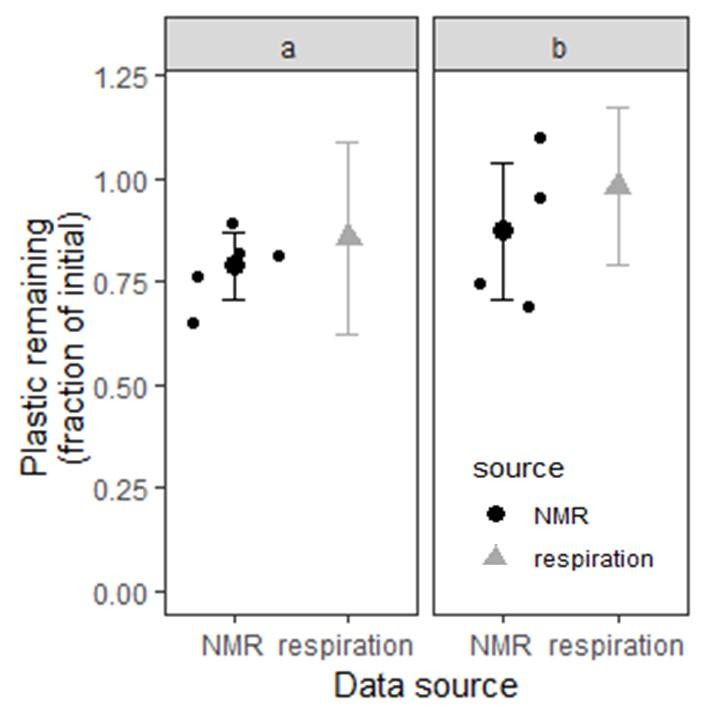 a
b
1.25
1.00
0.75
0.50
0.25
0.00
Plastic remaining
(fraction of initial)
source
NMR
respiration
NMR respiration
NMR respiration
Data source